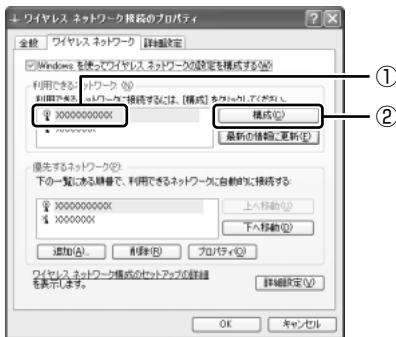 ワイヤレス ネットワーク接続のプロパティ
全般 ワイヤレス ネットワーク 詳細設定
Windows を使ってワイヤレス ネットワークの設定を構成する(W)
利用できるネットワーク(N)
利用できるネットワークに接続するには、[構成] をクリックしてください。
XXXXXXXXXX ①
構成(C) ②
最新の情報に更新(E)
優先するネットワーク(P):
下の一覧にある順番で、利用できるネットワークに自動的に接続する:
XXXXXXXXXX
XXXXXXX
上へ移動(U)
下へ移動(D)
追加(A)... 削除(R) プロパティ(O)
ワイヤレス ネットワーク構成のセットアップの詳細
を表示します。
詳細設定(V)
OK キャンセル